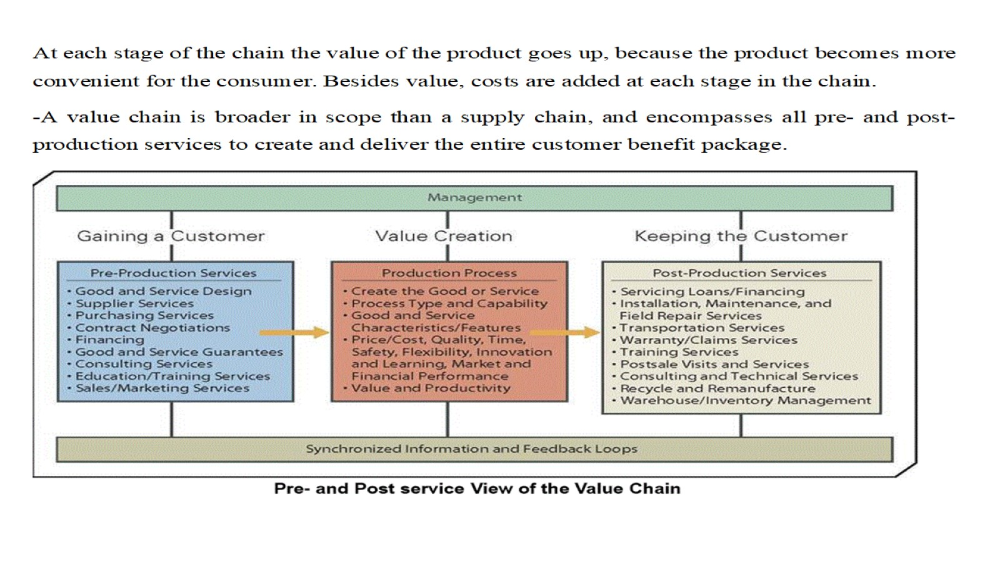 At each stage of the chain the value of the product goes up, because the product becomes more
convenient for the consumer. Besides value, costs are added at each stage in the chain.
-A value chain is broader in scope than a supply chain, and encompasses all pre- and post-
production services to create and deliver the entire customer benefit package.
Management
Gaining a Customer
Value Creation
Keeping the Customer
Pre-Production Services
• Good and Service Design
• Supplier Services
• Purchasing Services
• Contract Negotiations
• Financing
• Good and Service Guarantees
• Consulting Services
• Education/Training Services
• Sales/Marketing Services
Production Process
• Create the Good or Service
• Process Type and Capability
• Good and Service
Characteristics/Features
• Price/Cost, Quality, Time,
Safety, Flexibility, Innovation
and Learning, Market and
Financial Performance
• Value and Productivity
Post-Production Services
• Servicing Loans/Financing
• Installation, Maintenance, and
Field Repair Services
• Transportation Services
• Warranty/Claims Services
• Training Services
• Postsale Visits and Services
• Consulting and Technical Services
• Recycle and Remanufacture
• Warehouse/Inventory Management
Synchronized Information and Feedback Loops
Pre- and Post service View of the Value Chain